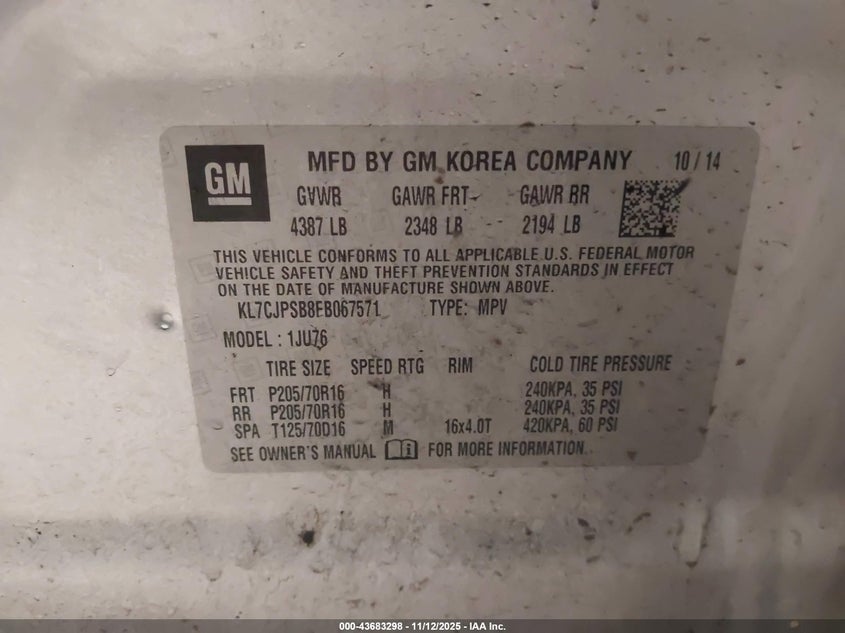 GM
MFD BY GM KOREA COMPANY 10 / 14
GVWR GAWR FRT GAWR RR
4387 LB 2348 LB 2194 LB
THIS VEHICLE CONFORMS TO ALL APPLICABLE U.S. FEDERAL MOTOR
VEHICLE SAFETY AND THEFT PREVENTION STANDARDS IN EFFECT
ON THE DATE OF MANUFACTURE SHOWN ABOVE.
KL7CJPSB8FB067571 TYPE: MPV
MODEL : 1JU76
TIRE SIZE SPEED RTG RIM COLD TIRE PRESSURE
FRT P205/70R16 H 240KPA, 35 PSI
RR P205/70R16 H 240KPA, 35 PSI
SPA T125/70D16 M 16x4.0T 420KPA, 60 PSI
SEE OWNER'S MANUAL FOR MORE INFORMATION.
000-43683298 - 11/12/2025 - IAA Inc.